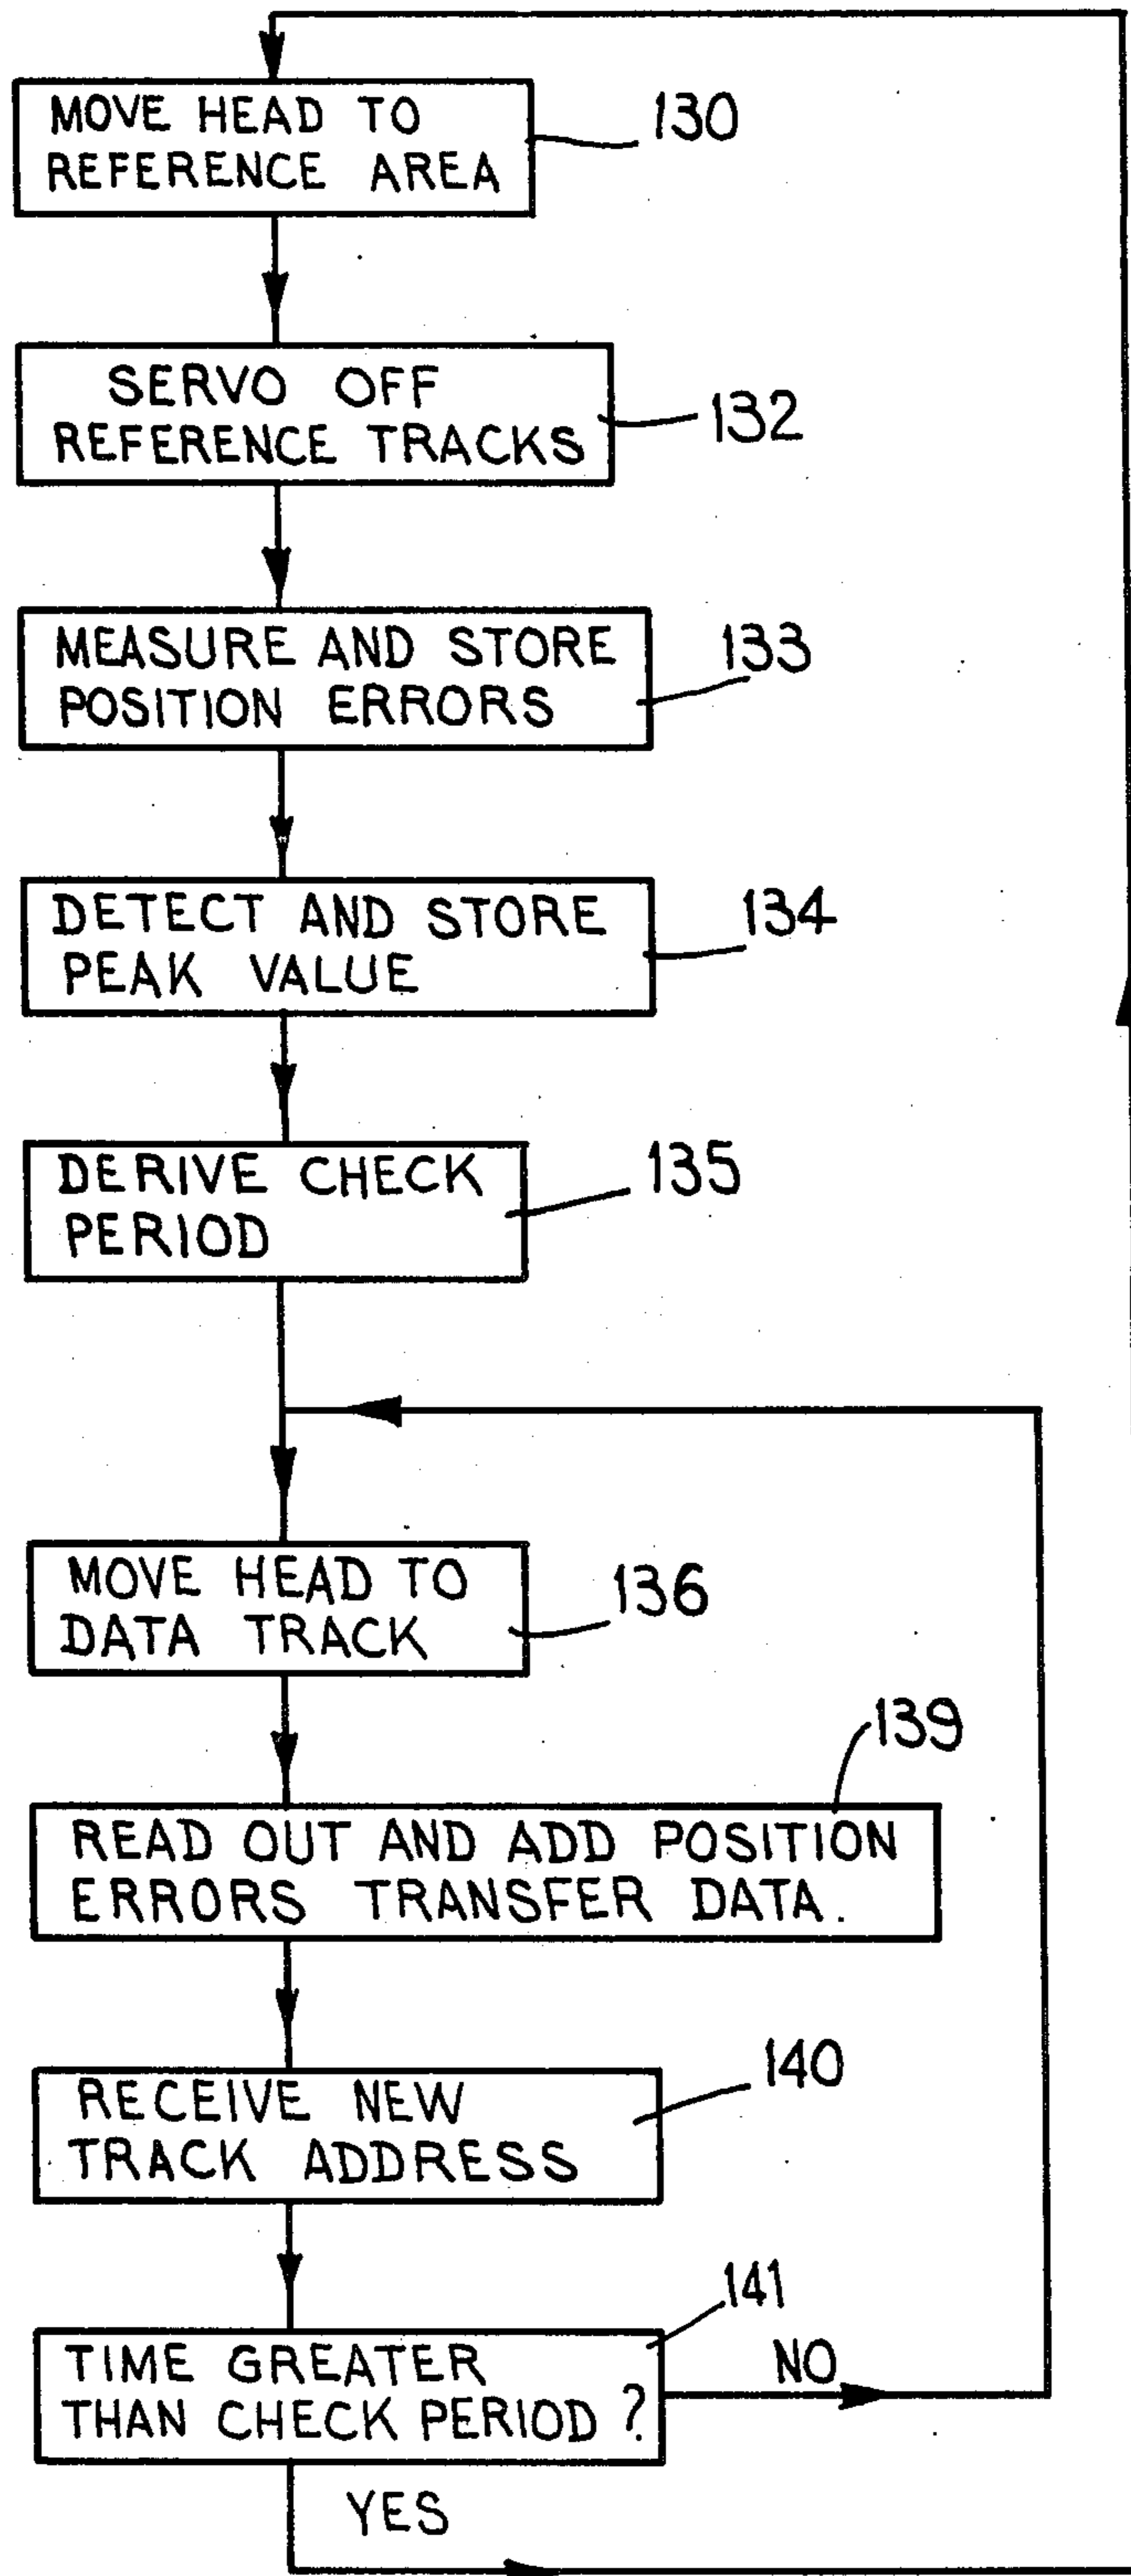 MOVE HEAD TO
REFERENCE AREA
130
SERVO OFF
REFERENCE TRACKS
132
MEASURE AND STORE
POSITION ERRORS
133
DETECT AND STORE
PEAK VALUE
134
DERIVE CHECK
PERIOD
135
MOVE HEAD TO
DATA TRACK
136
139
READ OUT AND ADD POSITION
ERRORS TRANSFER DATA.
RECEIVE NEW
TRACK ADDRESS
140
141
TIME GREATER
THAN CHECK PERIOD ?
NO
YES